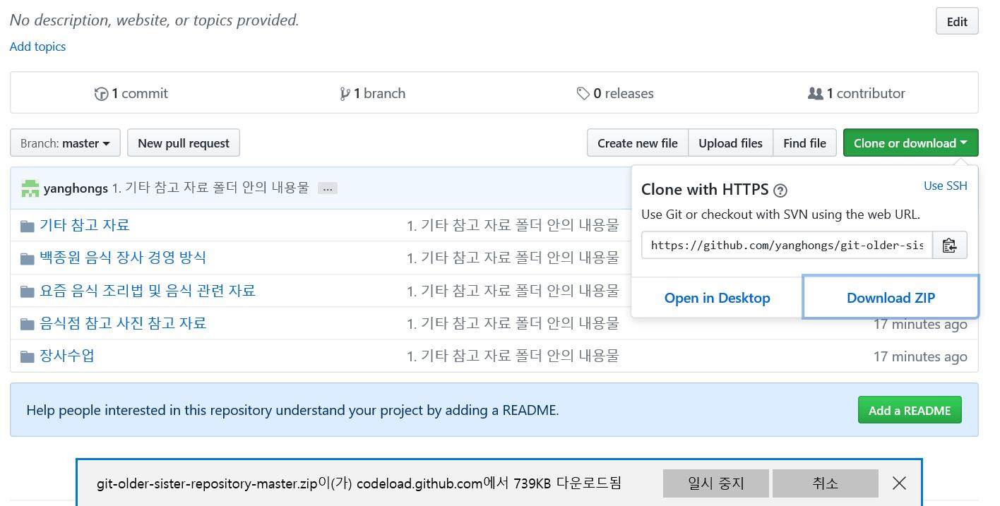 No description, website, or topics provided.
Edit
Add topics
1 commit
1 branch
0 releases
1 contributor
Branch: master
New pull request
Create new file
Upload files
Find file
Clone or download
yanghongs 1. 기타 참고 자료 폴더 안의 내용물 ...
Clone with HTTPS ?
Use SSH
Use Git or checkout with SVN using the web URL.
https://github.com/yanghongs/git-older-sis
Open in Desktop
Download ZIP
기타 참고 자료 1. 기타 참고 자료 폴더 안의 내용물
백종원 음식 장사 경영 방식 1. 기타 참고 자료 폴더 안의 내용물
요즘 음식 조리법 및 음식 관련 자료 1. 기타 참고 자료 폴더 안의 내용물
음식점 참고 사진 참고 자료 1. 기타 참고 자료 폴더 안의 내용물 17 minutes ago
장사수업 1. 기타 참고 자료 폴더 안의 내용물 17 minutes ago
Help people interested in this repository understand your project by adding a README.
Add a README
git-older-sister-repository-master.zip이(가) codeload.github.com에서 739KB 다운로드됨
일시 중지
취소